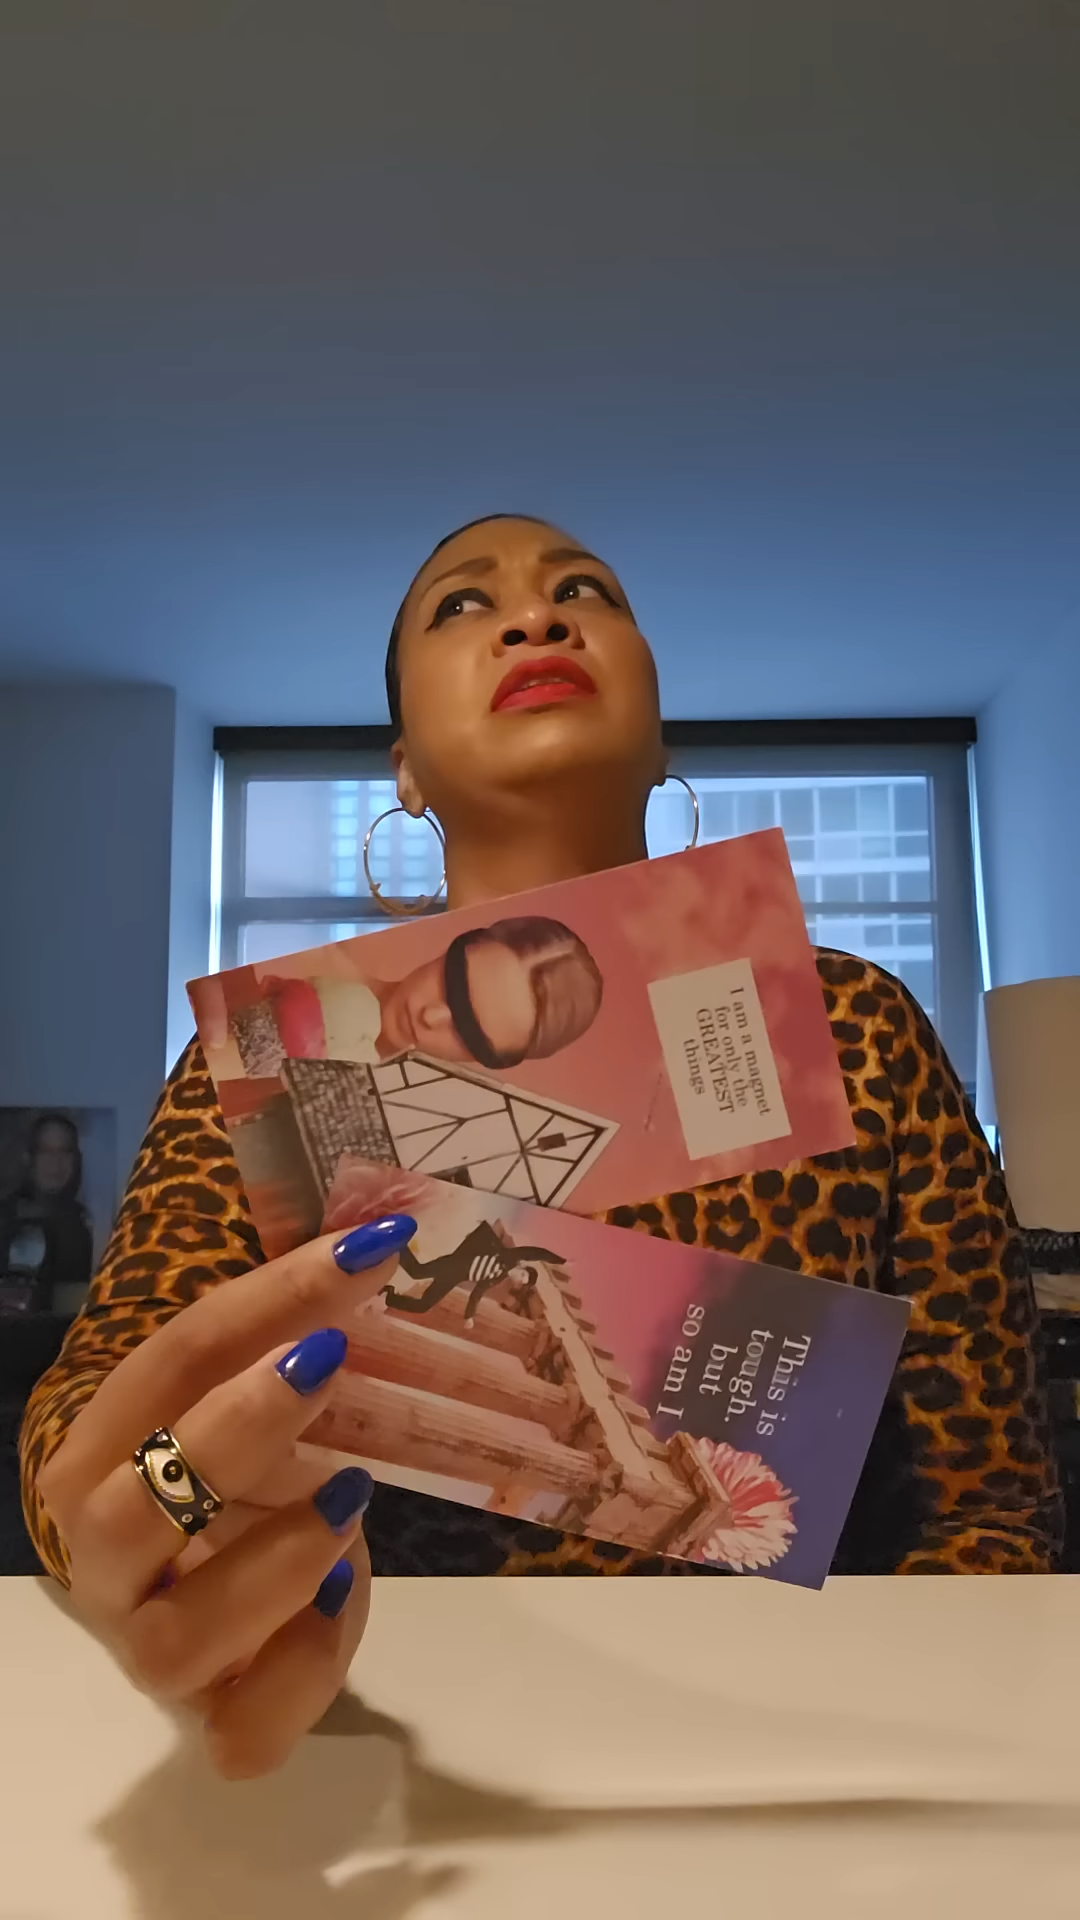 I am a magnet
for only the
GREATEST
things
This is
tough.
but
so am I